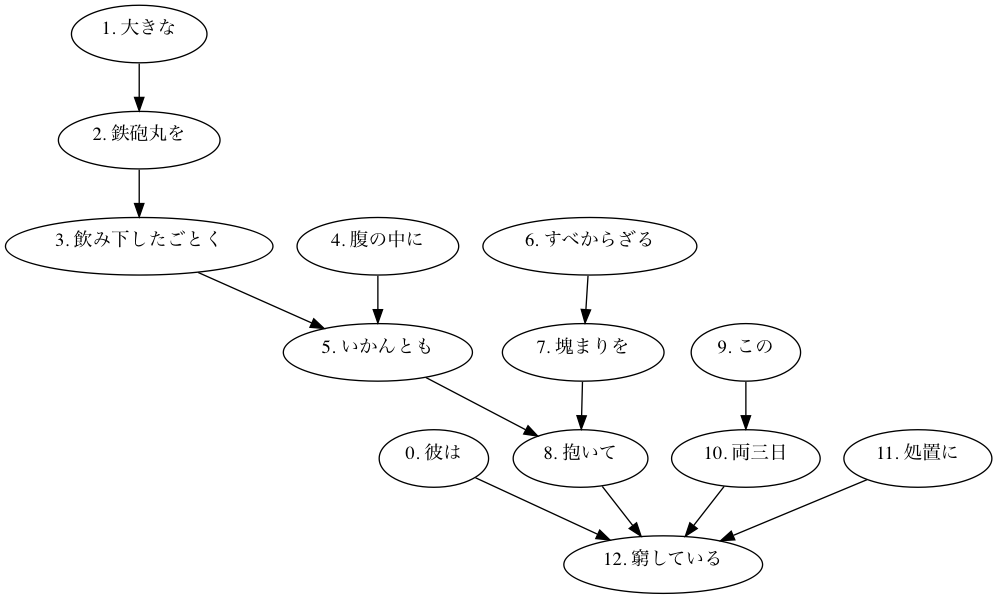 1. 大きな
2. 鉄砲丸を
3. 飲み下したごとく
4. 腹の中に
6. すべからざる
5. いかんとも
7. 塊まりを
9. この
0. 彼は
8. 抱いて
10. 両三日
11. 処置に
12. 窮している